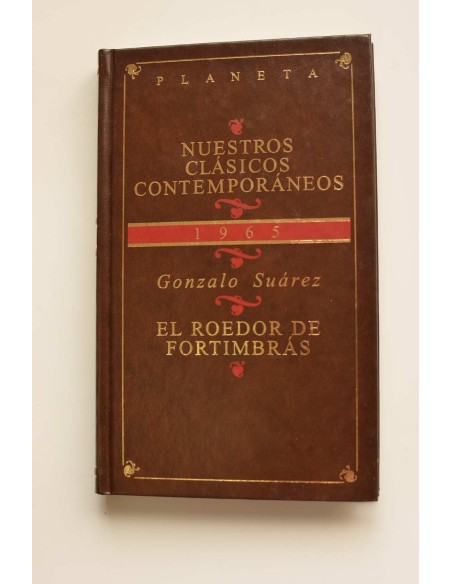 PLANETA
NUESTROS
CLÁSICOS
CONTEMPORÁNEOS
1965
Gonzalo Suárez
EL ROEDOR DE
FORTIMBRÁS